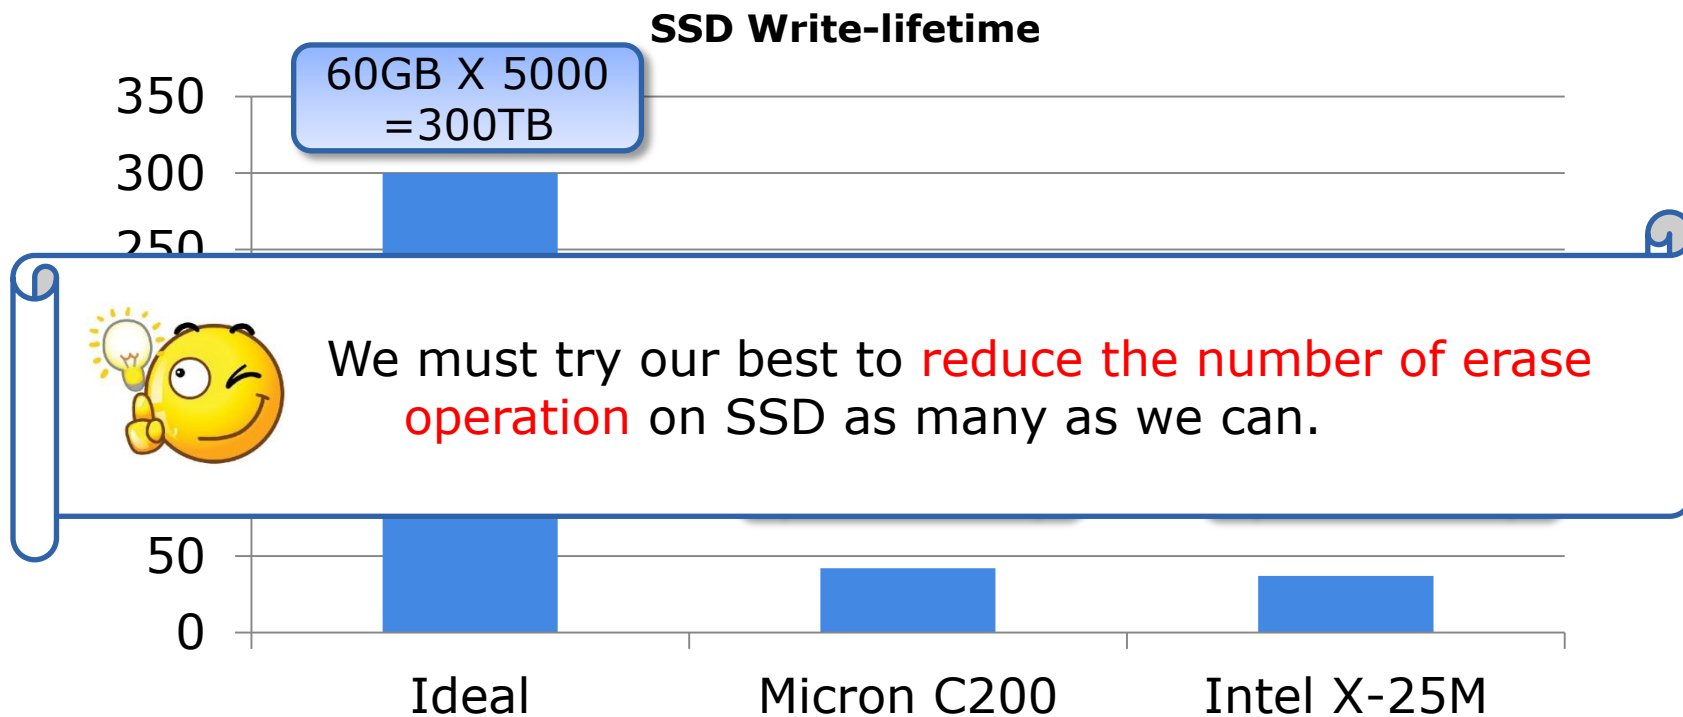 SSD Write-lifetime
60GB X 5000
=300TB
350
300
250
We must try our best to reduce the number of erase
operation on SSD as many as we can.
50
0
Ideal
Micron C200
Intel X-25M